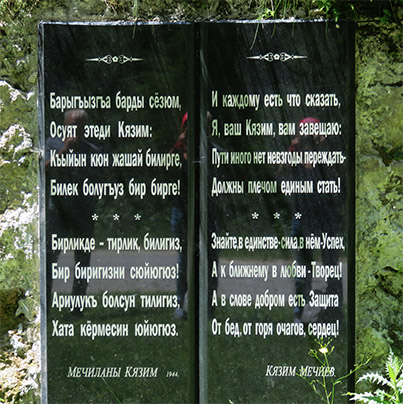 Барыгъызгъа барды сёзюм,
Осуят этеди Кязим:
Къыйын кюн жашай билирге,
Билек болугъуз бир бирге!
* * *
Бирликде - тирлик, билигиз,
Бир биригизни сюйюгюз!
Ариулукъ болсун тилигиз,
Хата кёрмесин юйюгюз.
МЕЧИЛАНЫ КЯЗИМ 1944.
И каждому есть что сказать,
Я, ваш Кязим, вам завещаю:
Пути иного нет невзгоды переждать-
Должны плечом единым стать!
* * *
Знайте,в единстве-сила,в нём-Успех,
А к ближнему в любви -Творец!
А в слове добром есть Защита
От бед, от горя очагов, сердец!
КЯЗИМ МЕЧИЕВ